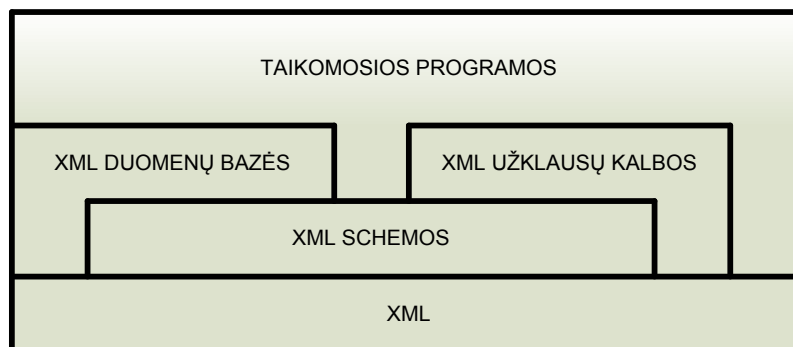 TAIKOMOSIOS PROGRAMOS
XML DUOMENŲ BAZĖS
XML UŽKLAUSŲ KALBOS
XML SCHEMOS
XML